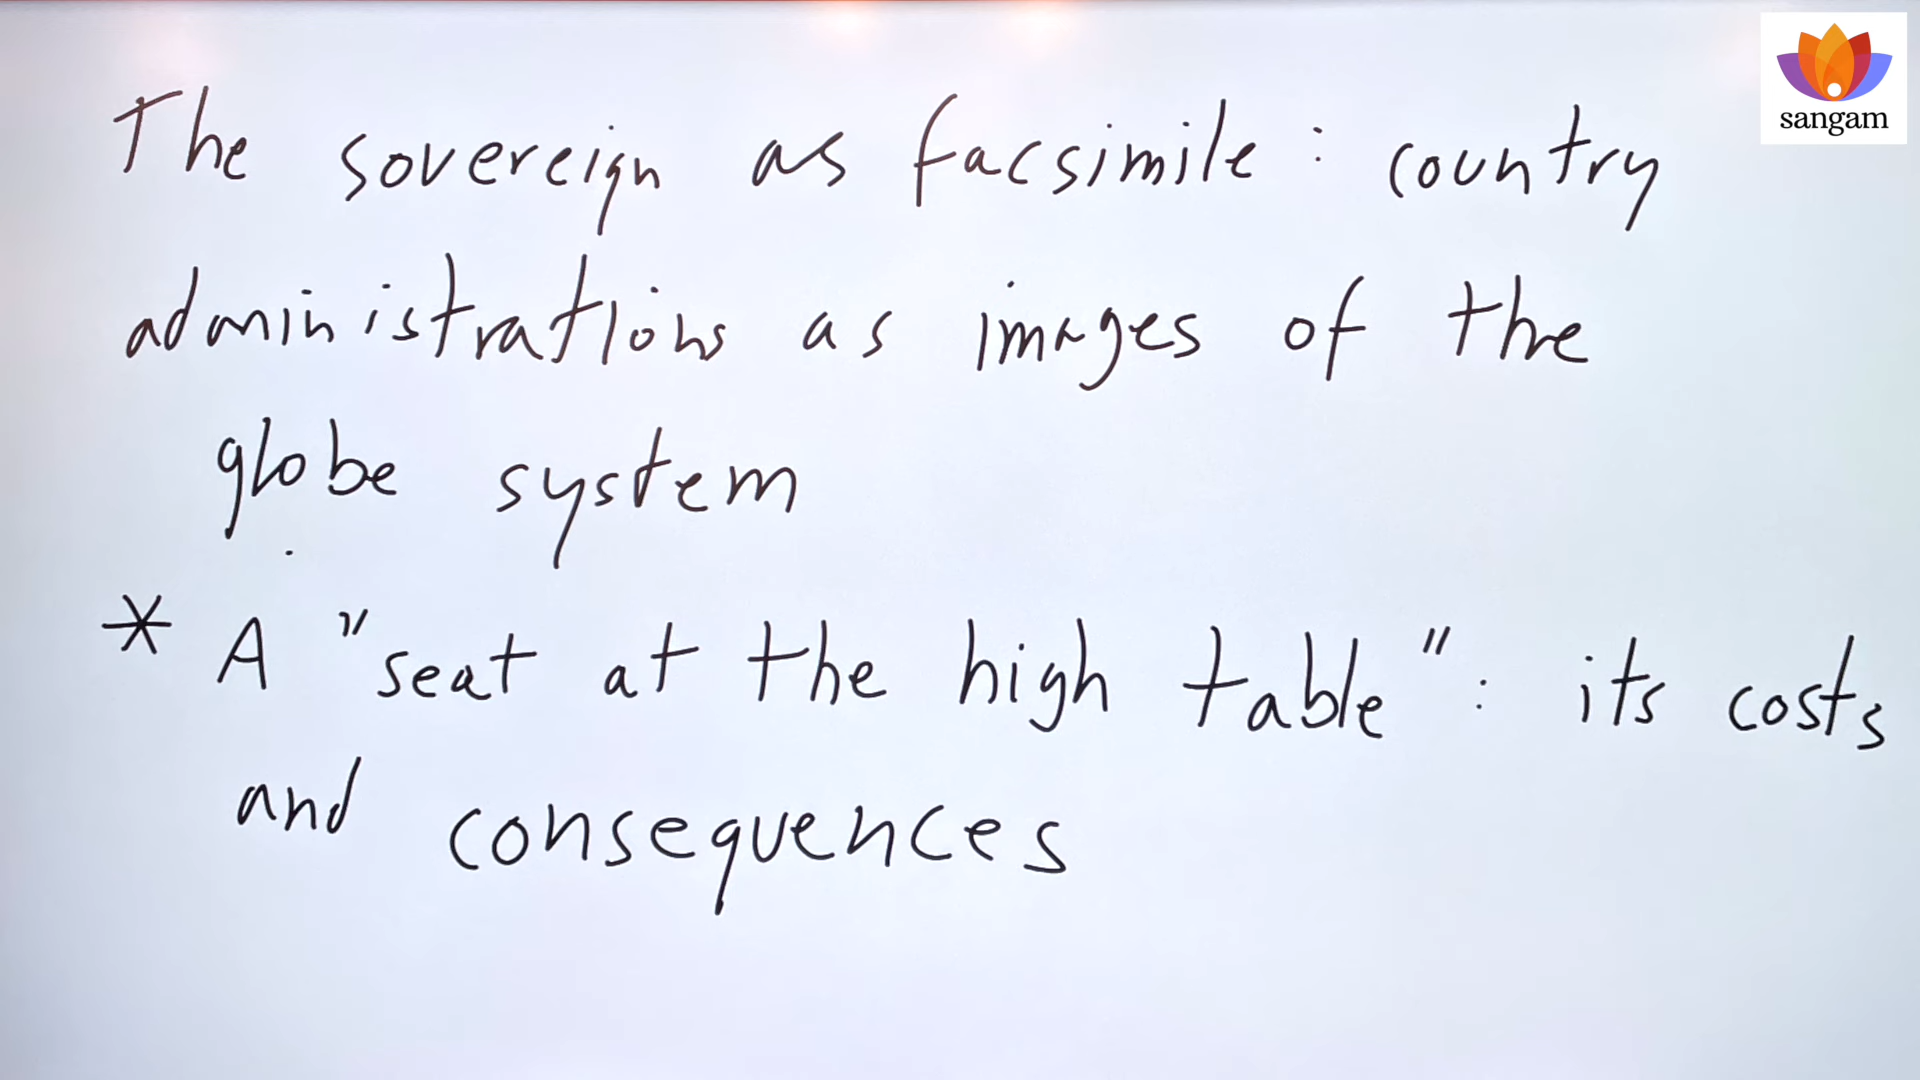 sangam
The sovereign as facsimile : country
administrations as images of the
globe system
* A "seat at the high table" : its costs
and consequences